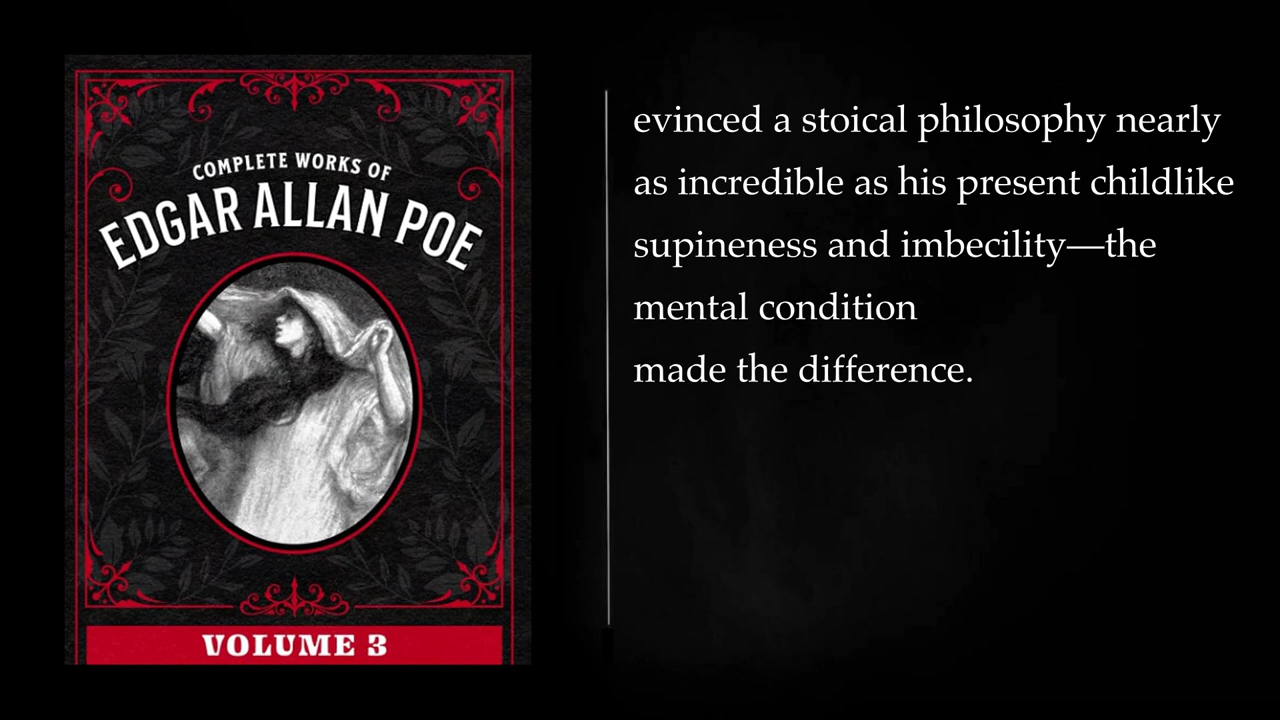 COMPLETE WORKS OF
EDGAR ALLAN POE
VOLUME 3
evinced a stoical philosophy nearly
as incredible as his present childlike
supineness and imbecility—the
mental condition
made the difference.